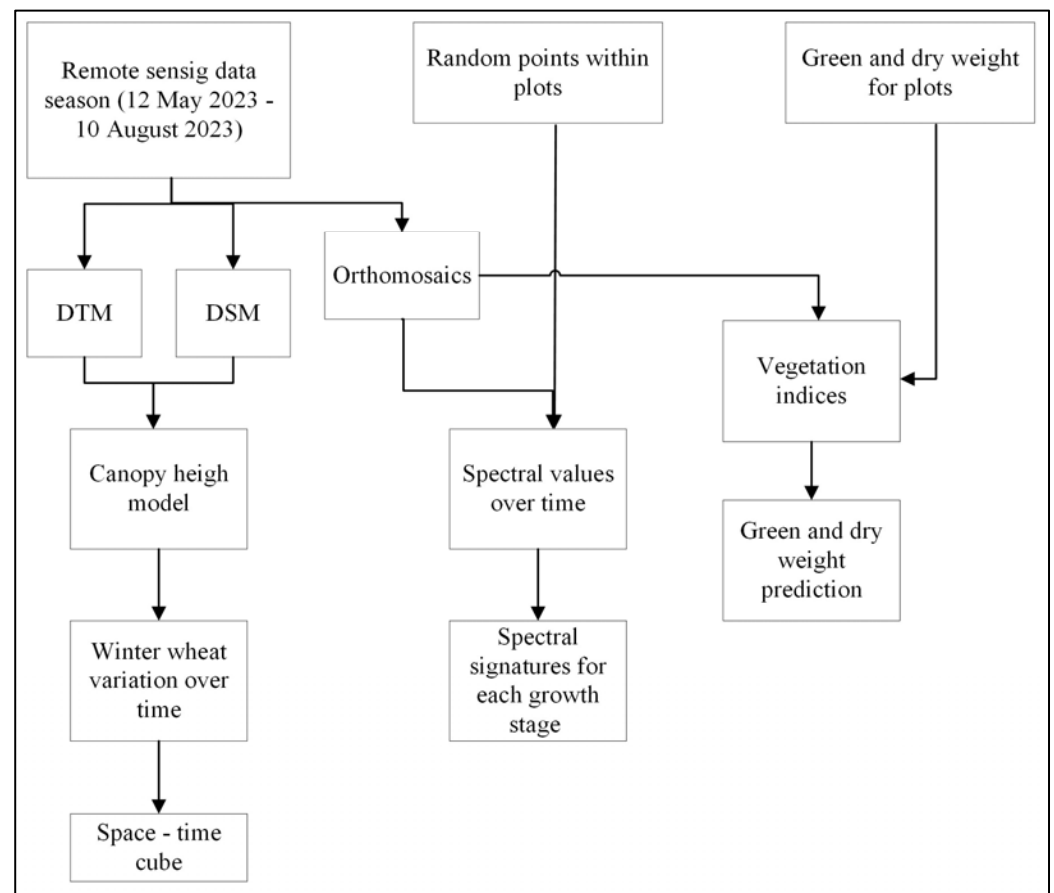 Remote sensig data
season (12 May 2023 -
10 August 2023)
Random points within
plots
Green and dry weight
for plots
DTM
DSM
Orthomosaics
Vegetation
indices
Canopy heigh
model
Spectral values
over time
Green and dry
weight
prediction
Winter wheat
variation over
time
Spectral
signatures for
each growth
stage
Space - time
cube